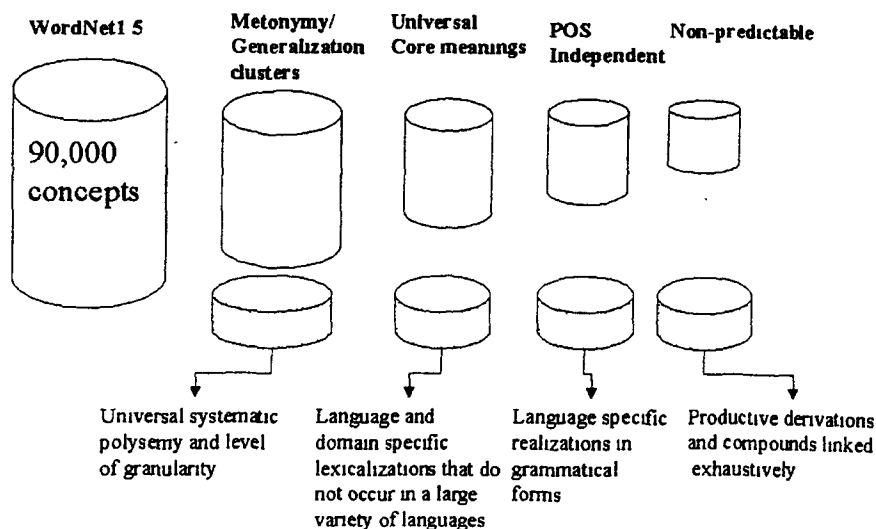 WordNet1 5
Metonymy/
Generalization
clusters
Universal
Core meanings
POS
Independent
Non-predictable
90,000
concepts
Universal systematic
polysemy and level
of granularity
Language and
domain specific
lexicalizations that do
not occur in a large
variety of languages
Language specific
realizations in
grammatical
forms
Productive derivations
and compounds linked
exhaustively